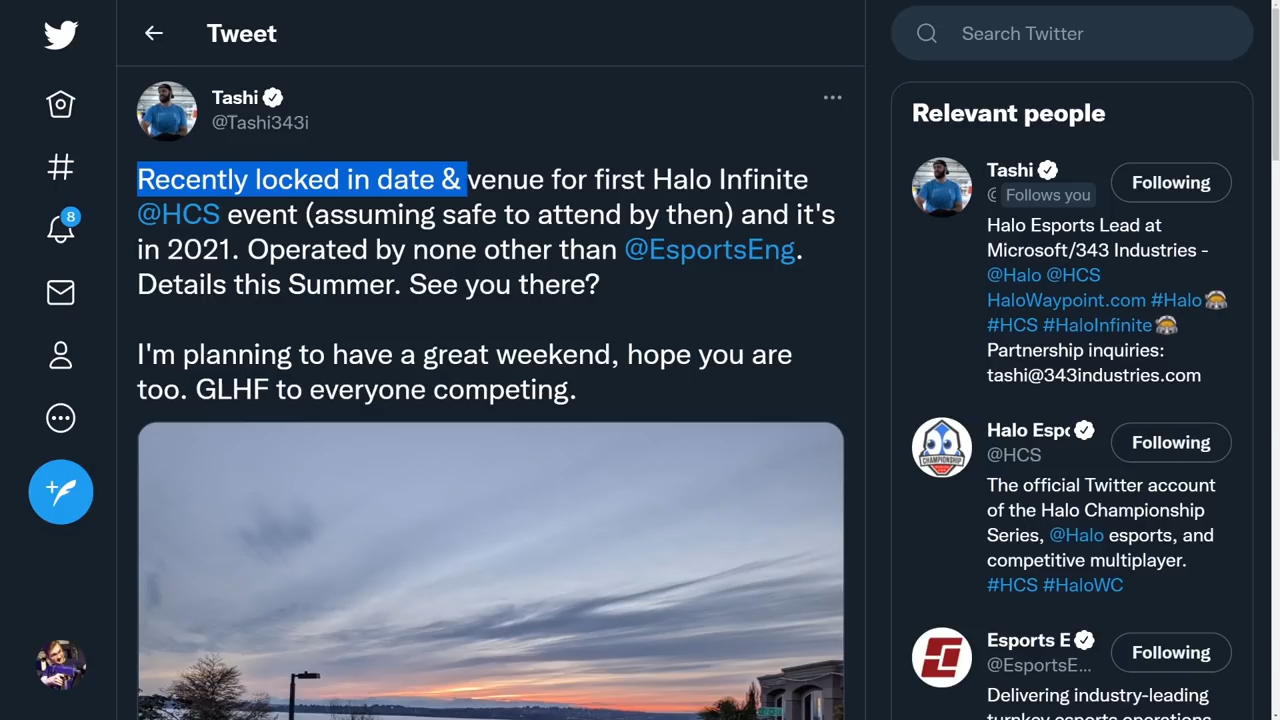 Tweet
Search Twitter
Tashi
@Tashi343i
Recently locked in date & venue for first Halo Infinite
@HCS event (assuming safe to attend by then) and it's
in 2021. Operated by none other than @EsportsEng.
Details this Summer. See you there?
I'm planning to have a great weekend, hope you are
too. GLHF to everyone competing.
8
Relevant people
Tashi
Following
@ Follows you
Halo Esports Lead at
Microsoft/343 Industries -
@Halo @HCS
HaloWaypoint.com #Halo
#HCS #HaloInfinite
Partnership inquiries:
tashi@343industries.com
Halo Espo
Following
@HCS
CHAMPIONSHIP
The official Twitter account
of the Halo Championship
Series, @Halo esports, and
competitive multiplayer.
#HCS #HaloWC
Esports E
Following
@EsportsE...
Delivering industry-leading
turnkey esports operations